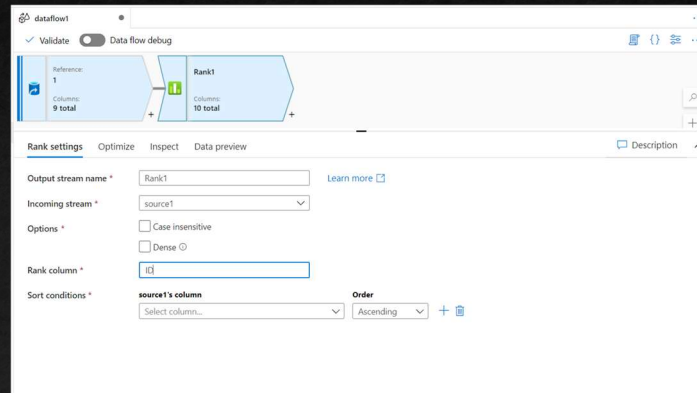 dataflow1
Validate Data flow debug
Reference:
1
Columns:
9 total
Rank1
Columns:
10 total
Rank settings Optimize Inspect Data preview Description
Output stream name * Rank1 Learn more
Incoming stream * source1
Options * Case insensitive
Dense
Rank column * ID
Sort conditions * source1's column Order
Select column... Ascending